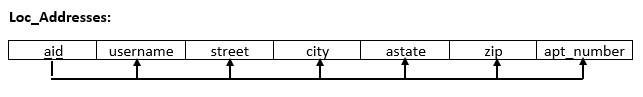 Loc_Addresses:
aid username street city astate zip apt_number